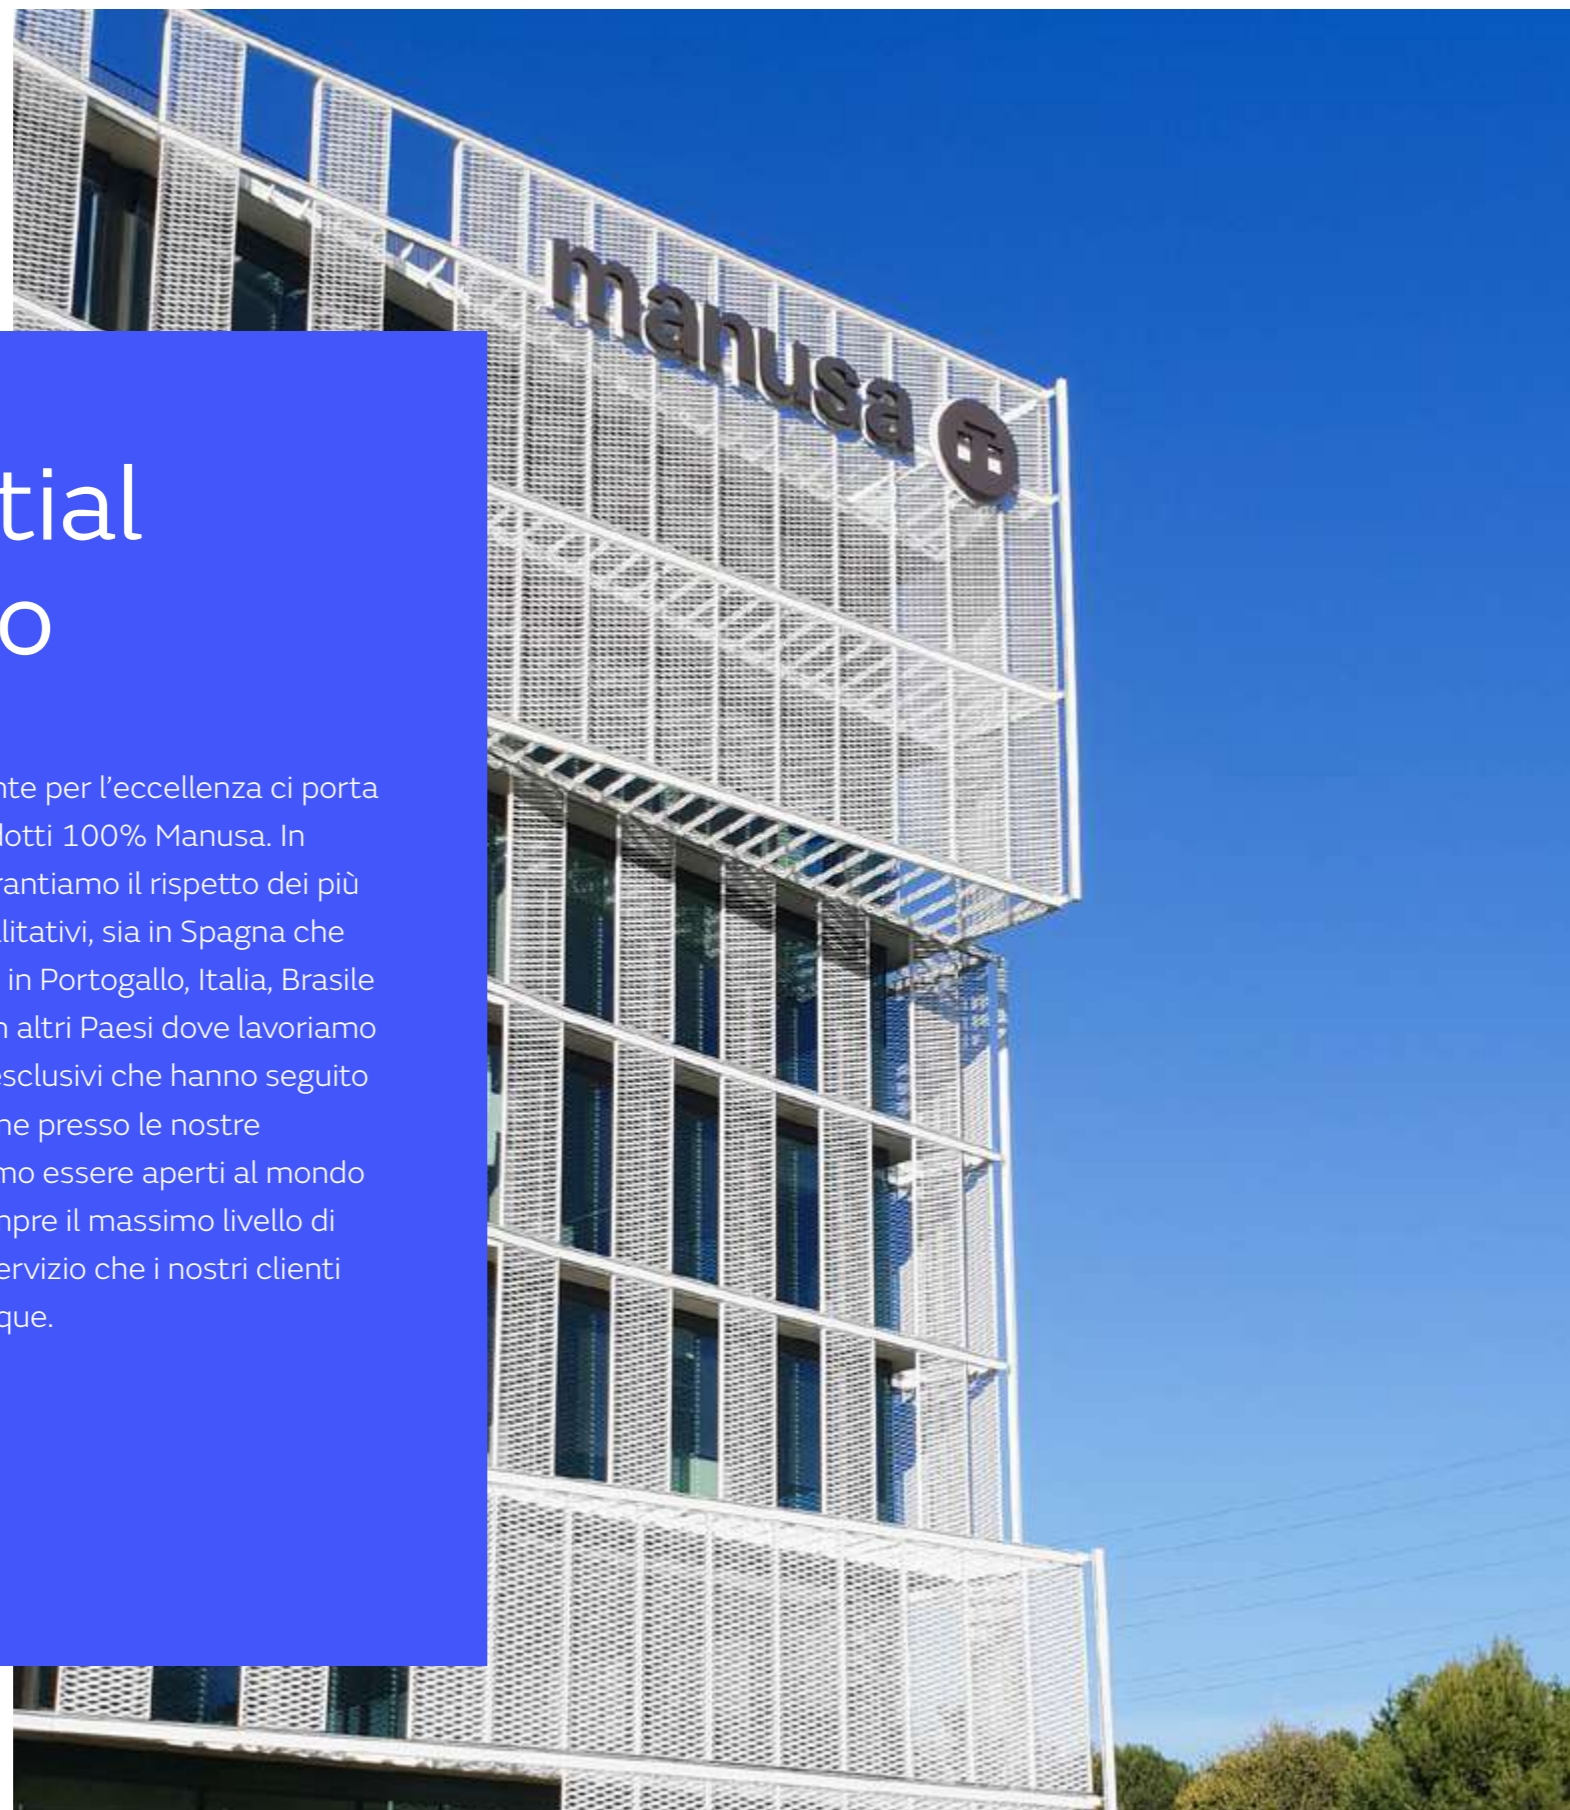 tial
o
nte per l’eccellenza ci porta
dotti 100% Manusa. In
rantiamo il rispetto dei più
litativi, sia in Spagna che
in Portogallo, Italia, Brasile
n altri Paesi dove lavoriamo
esclusivi che hanno seguito
ne presso le nostre
mo essere aperti al mondo
mpre il massimo livello di
ervizio che i nostri clienti
que.
manusa